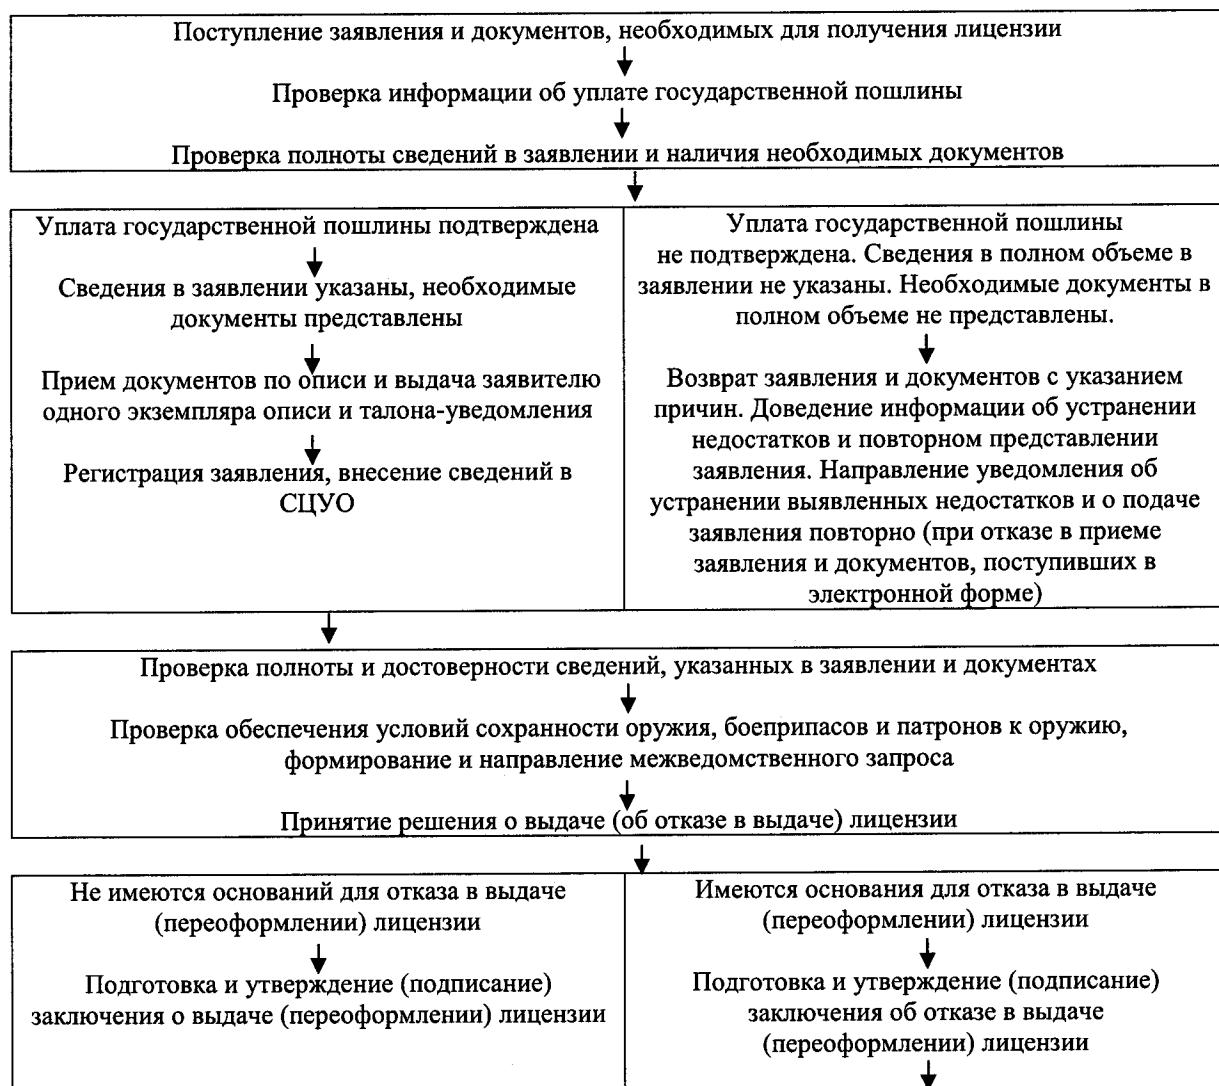 Поступление заявления и документов, необходимых для получения лицензии
Проверка информации об уплате государственной пошлины
Проверка полноты сведений в заявлении и наличия необходимых документов
Уплата государственной пошлины подтверждена
Сведения в заявлении указаны, необходимые
документы представлены
Прием документов по описи и выдача заявителю
одного экземпляра описи и талона-уведомления
Регистрация заявления, внесение сведений в
СЦУО
Уплата государственной пошлины
не подтверждена. Сведения в полном объеме в
заявлении не указаны. Необходимые документы в
полном объеме не представлены.
Возврат заявления и документов с указанием
причин. Доведение информации об устранении
недостатков и повторном представлении
заявления. Направление уведомления об
устранении выявленных недостатков и о подаче
заявления повторно (при отказе в приеме
заявления и документов, поступивших в
электронной форме)
Проверка полноты и достоверности сведений, указанных в заявлении и документах
Проверка обеспечения условий сохранности оружия, боеприпасов и патронов к оружию,
формирование и направление межведомственного запроса
Принятие решения о выдаче (об отказе в выдаче) лицензии
Не имеются оснований для отказа в выдаче
(переоформлении) лицензии
Подготовка и утверждение (подписание)
заключения о выдаче (переоформлении) лицензии
Имеются основания для отказа в выдаче
(переоформлении) лицензии
Подготовка и утверждение (подписание)
заключения об отказе в выдаче
(переоформлении) лицензии